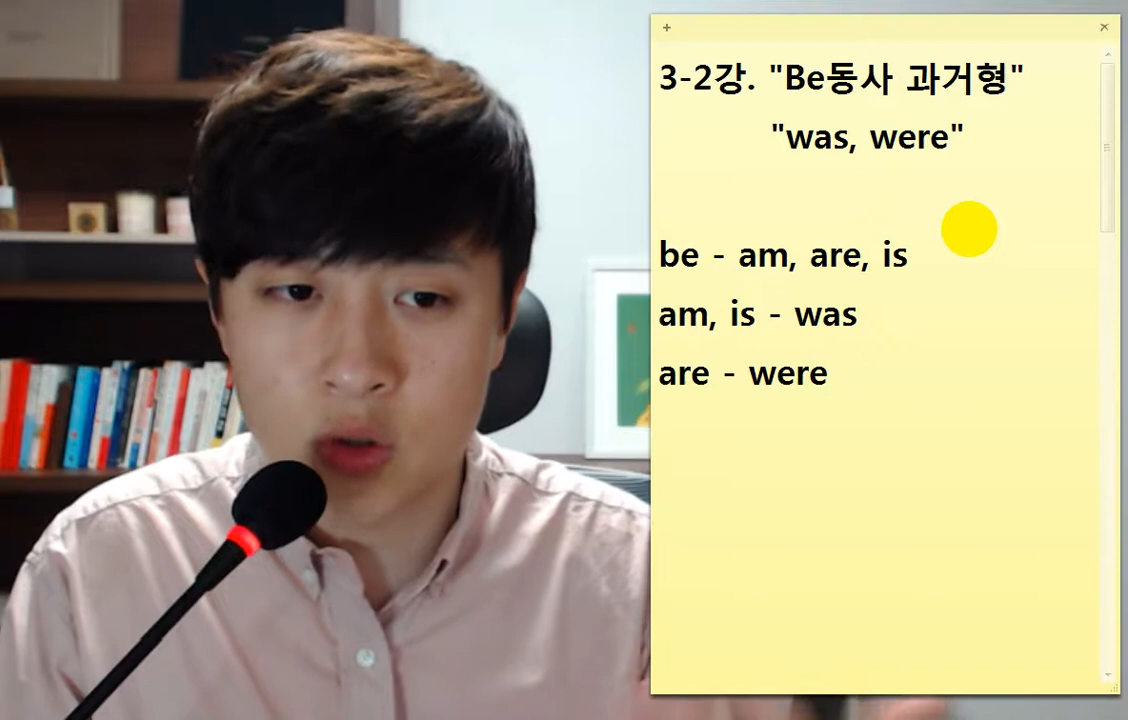 3-2강. "Be동사 과거형"
"was, were"
be - am, are, is
am, is - was
are - were